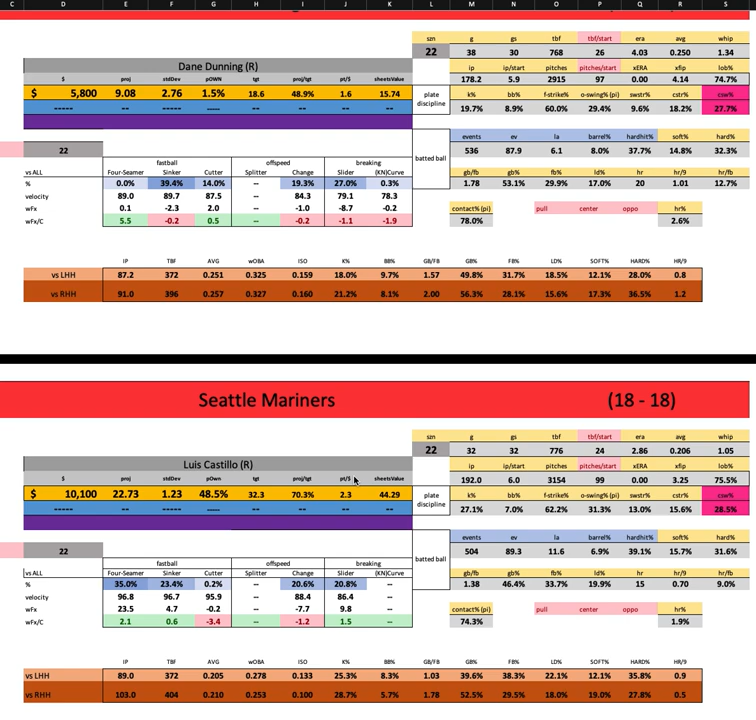 C D E F G H I J K L M N O P Q R S
szn g gs tbf tbf/start era avg whip
22 38 30 768 26 4.03 0.250 1.34
Dane Dunning (R) ip ip/start pitches pitches/start xERA xfip lob%
$ proj stdDev pOWN tgt proj/tgt pt/$ sheetsValue 178.2 5.9 2915 97 0.00 4.14 74.7%
$ 5,800 9.08 2.76 1.5% 18.6 48.9% 1.6 15.74 plate discipline k% bb% f-strike% o-swing% (pi) swstr% cstr% csw%
----- -- -- ___ -- -- -- -- 19.7% 8.9% 60.0% 29.4% 9.6% 18.2% 27.7%
events ev la barrel% hardhit% soft% hard%
22 536 87.9 6.1 8.0% 37.7% 14.8% 32.3%
fastball offspeed breaking batted ball
vs ALL Four-Seamer Sinker Cutter Splitter Change Slider (KN)Curve gb/fb gb% fb% ld% hr hr/9 hr/fb
% 0.0% 39.4% 14.0% -- 19.3% 27.0% 0.3% 1.78 53.1% 29.9% 17.0% 20 1.01 12.7%
velocity 89.0 89.7 87.5 -- 84.3 79.1 78.3
wFx 0.1 -2.3 2.0 -- -1.0 -8.7 -0.2 contact% (pi) pull center oppo hr%
wFx/C 5.5 -0.2 0.5 -- -0.2 -1.1 -1.9 78.0% 2.6%
IP TBF AVG wOBA ISO K% BB% GB/FB GB% FB% LD% SOFT% HARD% HR/9
vs LHH 87.2 372 0.251 0.325 0.159 18.0% 9.7% 1.57 49.8% 31.7% 18.5% 12.1% 28.0% 0.8
vs RHH 91.0 396 0.257 0.327 0.160 21.2% 8.1% 2.00 56.3% 28.1% 15.6% 17.3% 36.5% 1.2
Seattle Mariners (18 - 18)
szn g gs tbf tbf/start era avg whip
22 32 32 776 24 2.86 0.206 1.05
Luis Castillo (R) ip ip/start pitches pitches/start xERA xfip lob%
$ proj stdDev pOwn tgt proj/tgt pt/$ sheetsValue 192.0 6.0 3154 99 0.00 3.25 75.5%
$ 10,100 22.73 1.23 48.5% 32.3 70.3% 2.3 44.29 plate discipline k% bb% f-strike% o-swing% (pi) swstr% cstr% csw%
----- -- -- ___ -- -- -- -- 27.1% 7.0% 62.2% 31.3% 13.0% 15.6% 28.5%
events ev la barrel% hardhit% soft% hard%
22 504 89.3 11.6 6.9% 39.1% 15.7% 31.6%
fastball offspeed breaking batted ball
vs ALL Four-Seamer Sinker Cutter Splitter Change Slider (KN)Curve gb/fb gb% fb% ld% hr hr/9 hr/fb
% 35.0% 23.4% 0.2% -- 20.6% 20.8% -- 1.38 46.4% 33.7% 19.9% 15 0.70 9.0%
velocity 96.8 96.7 95.9 -- 88.4 86.4 --
wFx 23.5 4.7 -0.2 -- -7.7 9.8 -- contact% (pi) pull center oppo hr%
wFx/C 2.1 0.6 -3.4 -- -1.2 1.5 -- 74.3% 1.9%
IP TBF AVG wOBA ISO K% BB% GB/FB GB% FB% LD% SOFT% HARD% HR/9
vs LHH 89.0 372 0.205 0.278 0.133 25.3% 8.3% 1.03 39.6% 38.3% 22.1% 12.1% 35.8% 0.9
vs RHH 103.0 404 0.210 0.253 0.100 28.7% 5.7% 1.78 52.5% 29.5% 18.0% 19.0% 27.8% 0.5